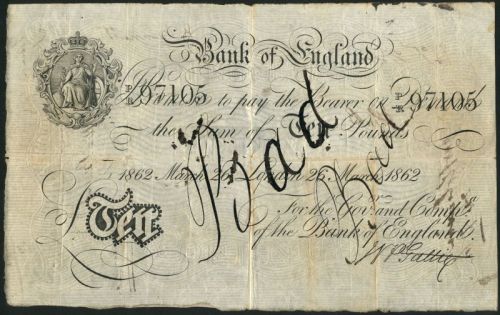 Bank of England
P/R 97105 P/R 97105
to pay the Bearer on Demand
the Sum of Ten Pounds
1862 March 26 London 26 March 1862
Bad
Bad
For the Gov.r and Comp.a
Ten
of the Bank of England.